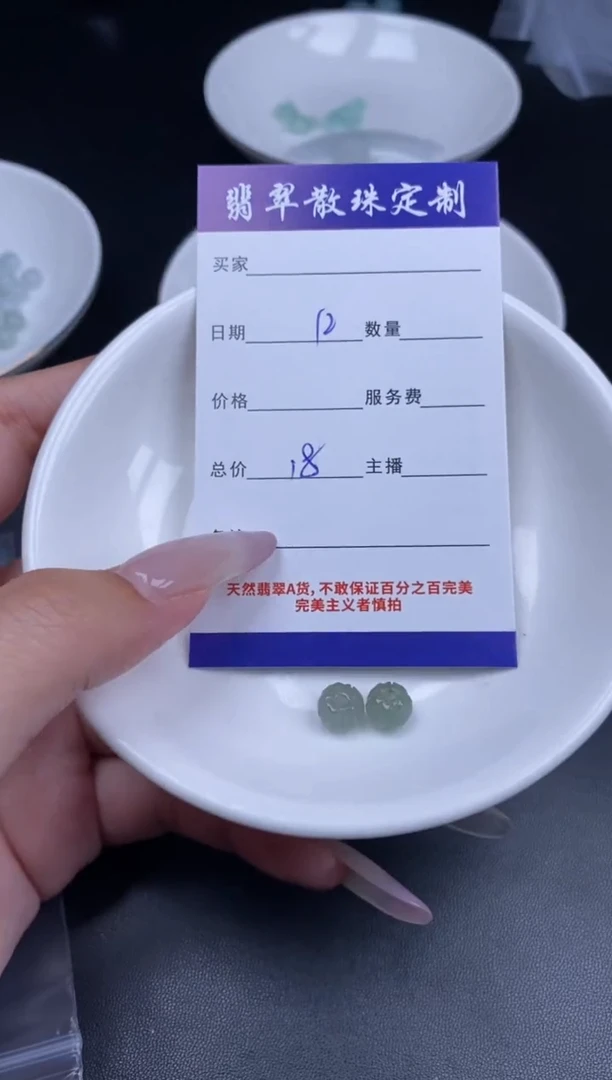 翡翠散珠定制
买家
日期 12 数量
价格 服务费
总价 18 主播
天然翡翠A货,不敢保证百分之百完美
完美主义者慎拍